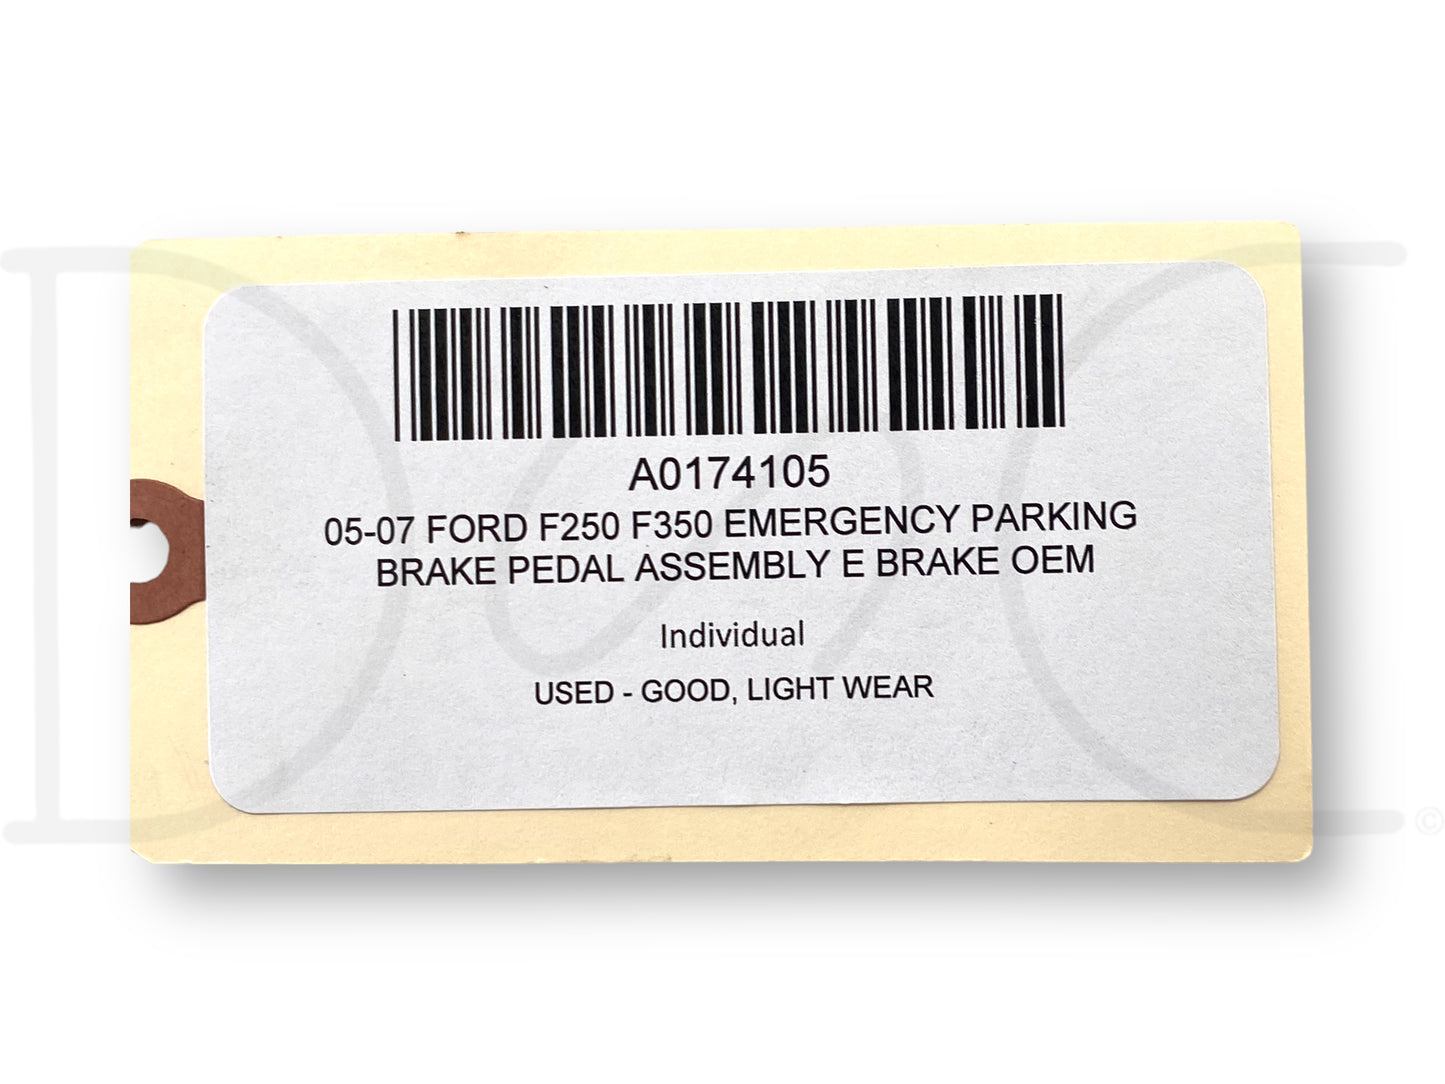 A0174105
05-07 FORD F250 F350 EMERGENCY PARKING
BRAKE PEDAL ASSEMBLY E BRAKE OEM
Individual
USED - GOOD, LIGHT WEAR
©